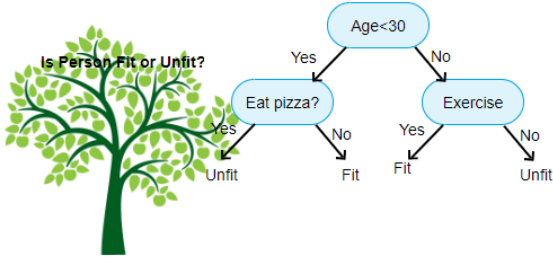 Is Person Fit or Unfit?
Age<30
Yes
No
Eat pizza?
Exercise
Yes
No
Yes
No
Unfit
Fit
Fit
Unfit